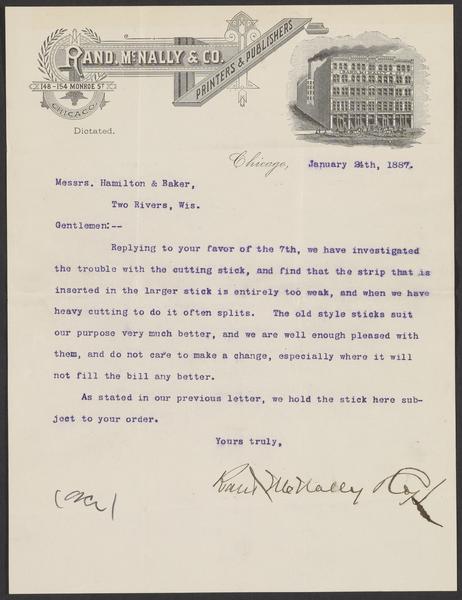 RAND, McNALLY & CO.
PRINTERS & PUBLISHERS
148-154 MONROE ST
CHICAGO
RAND, McNALLY & CO.
Dictated.
Chicago, January 24th, 1887.
Messrs. Hamilton & Baker,
Two Rivers, Wis.
Gentlemen:--
Replying to your favor of the 7th, we have investigated
the trouble with the cutting stick, and find that the strip that is
inserted in the larger stick is entirely too weak, and when we have
heavy cutting to do it often splits. The old style sticks suit
our purpose very much better, and we are well enough pleased with
them, and do not care to make a change, especially where it will
not fill the bill any better.
As stated in our previous letter, we hold the stick here sub-
ject to your order.
Yours truly,
Rand McNally & Co